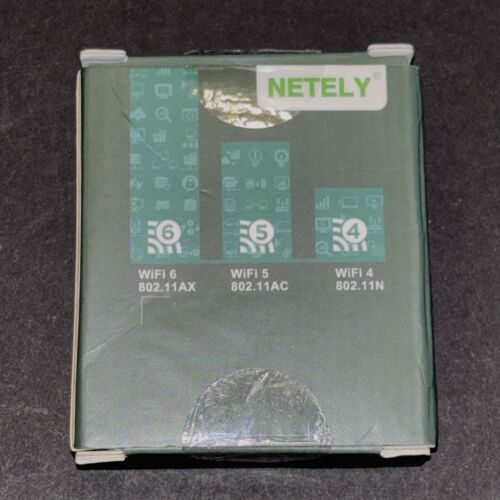 NETELY®
6
5
4
WiFi 6
802.11AX
WiFi 5
802.11AC
WiFi 4
802.11N